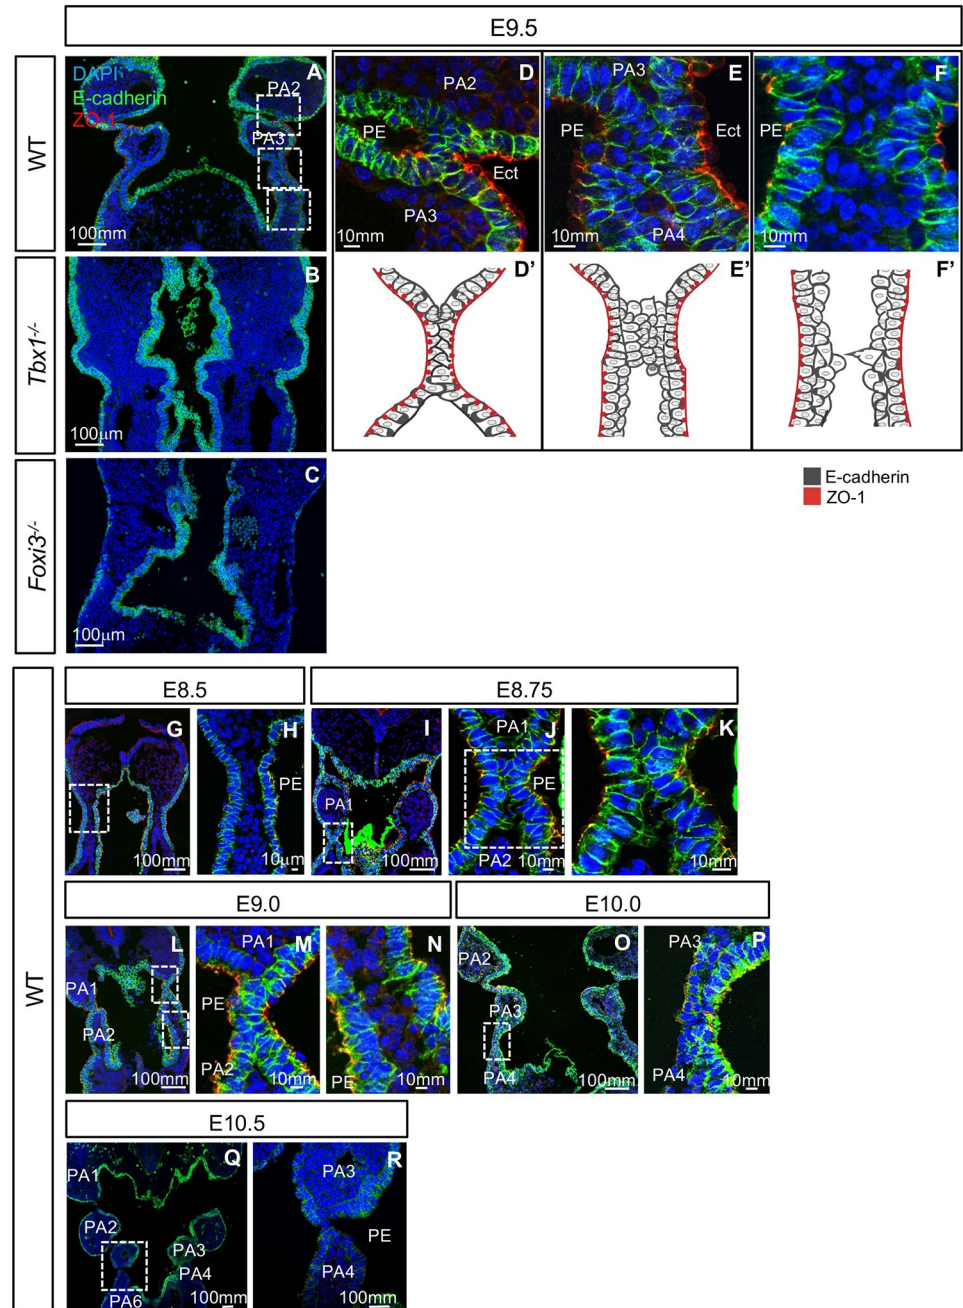 E9.5
WT
DAPI
E-cadherin
ZO-1
A
PA2
PA3
100mm
D
PA2
PE
Ect
PA3
10mm
E
PA3
PE
Ect
PA4
10mm
F
PE
10mm
Tbx1-/-
B
100µm
D’
E’
F’
Foxi3-/-
C
100µm
E-cadherin
ZO-1
WT
E8.5
E8.75
G
100mm
H
PE
10µm
I
PA1
100mm
PA1
J
PE
PA2
10mm
K
10mm
E9.0
E10.0
L
PA1
PA2
100mm
PA1
M
PE
PA2
10mm
N
PE
10mm
O
PA2
PA3
PA4
100mm
PA3
P
PA4
10mm
E10.5
Q
PA1
PA2
PA3
PA4
PA6
100mm
R
PA3
PE
PA4
100mm